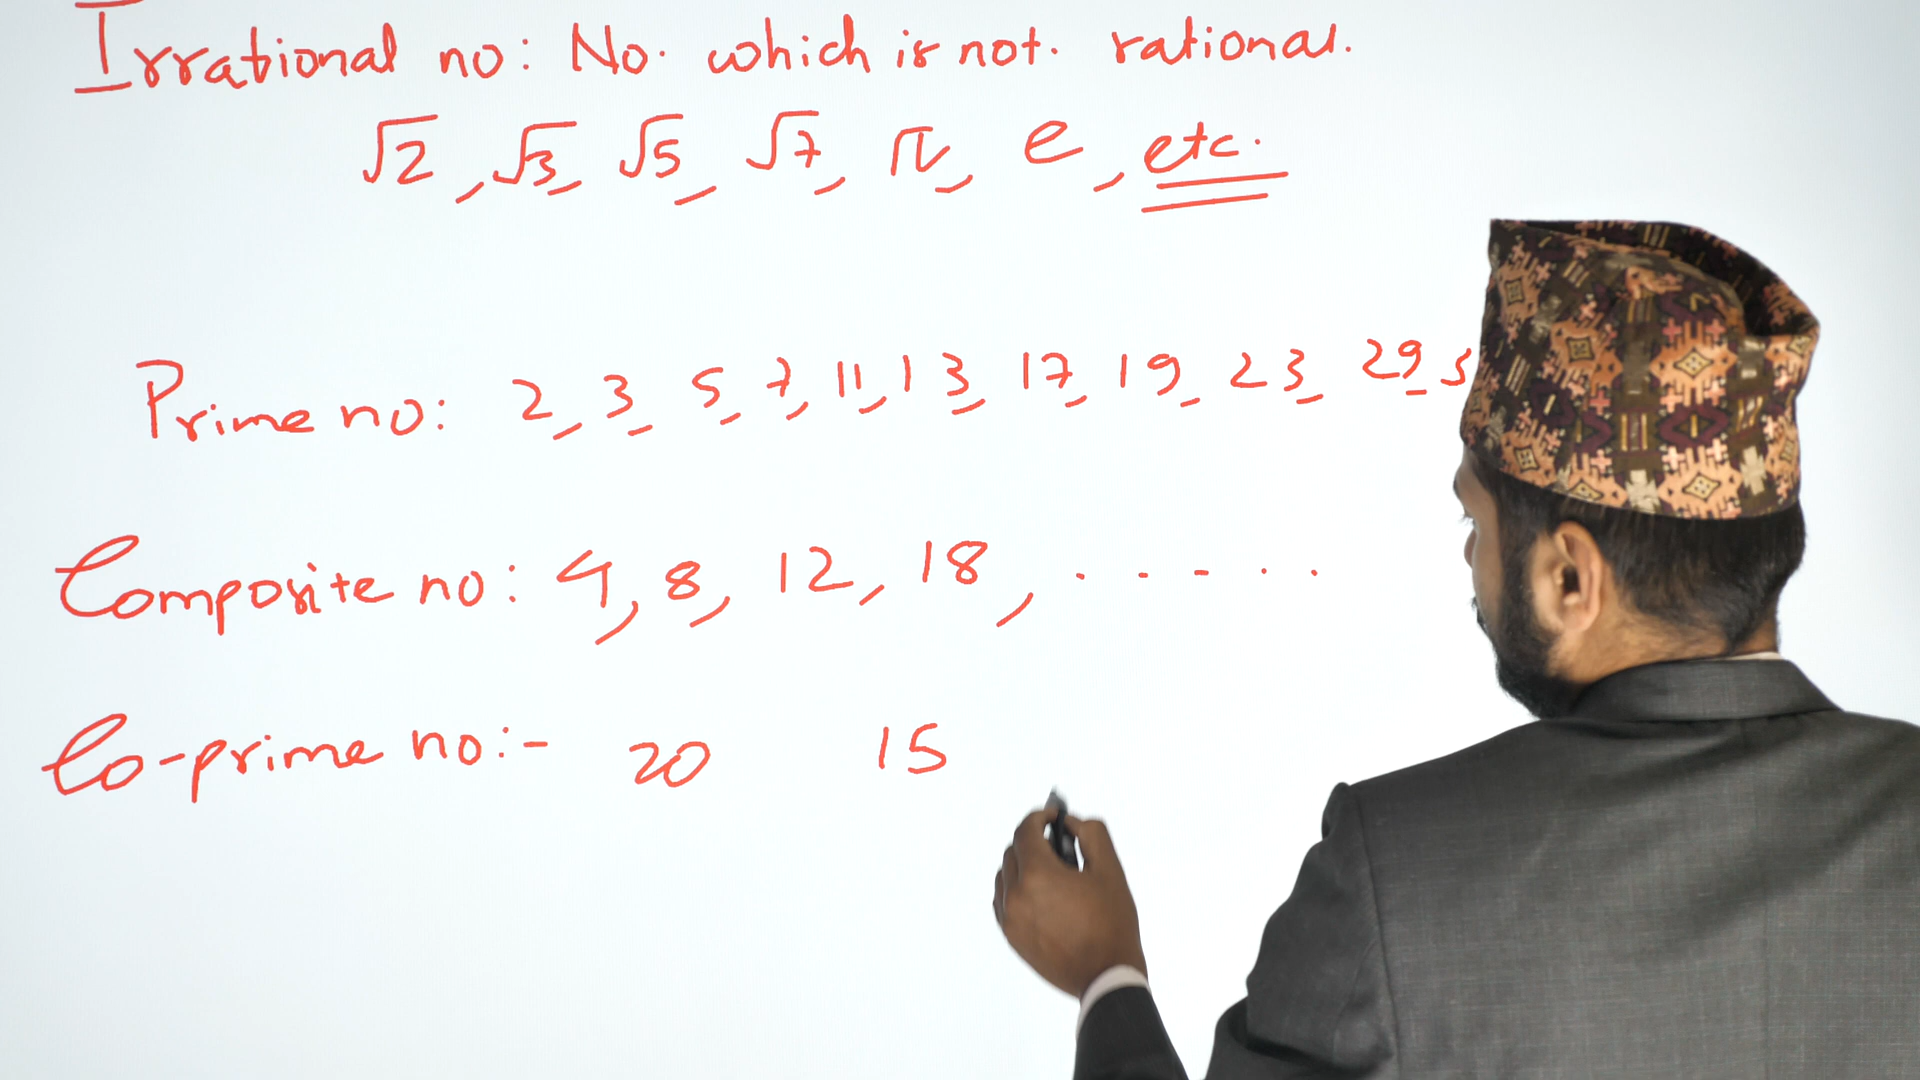 Irrational no: No. which is not. rational.
√2, √3, √5, √7, π, e, etc.
Prime no: 2, 3, 5, 7, 11, 13, 17, 19, 23, 29
Composite no: 4, 8, 12, 18, . . - . .
Co-prime no:- 20 15